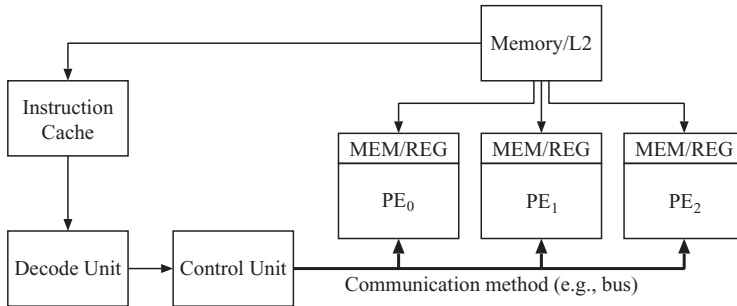 Memory/L2
Instruction
Cache
MEM/REG
MEM/REG
MEM/REG
PE0
PE1
PE2
Decode Unit
Control Unit
Communication method (e.g., bus)